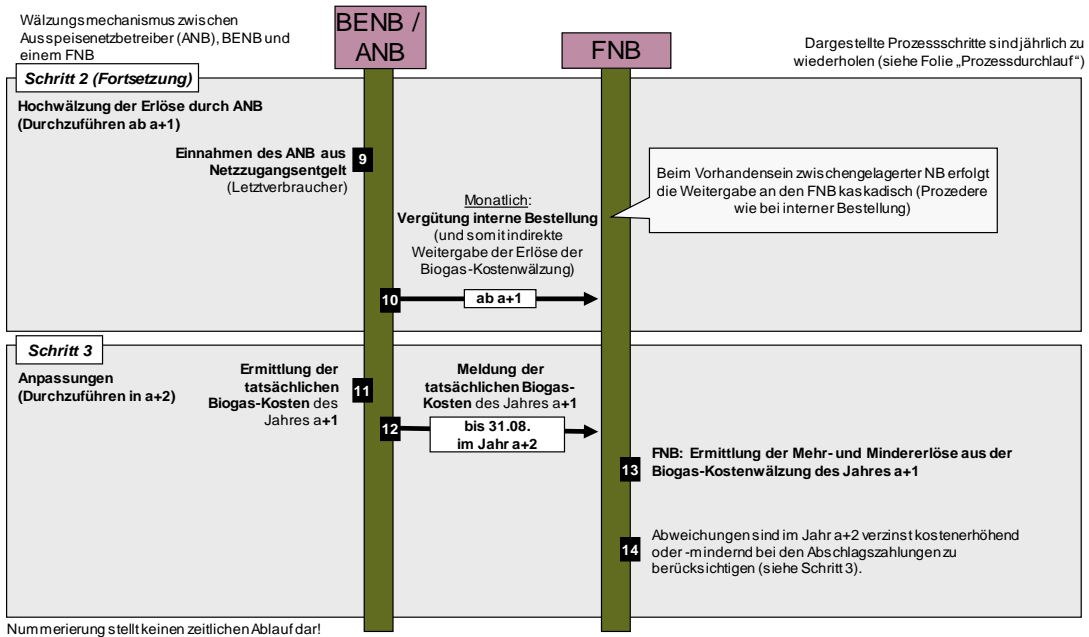 Wälzungsmechanismus zwischen
Ausspeisenetzbetreiber (ANB), BENB und
einem FNB
BENB /
ANB
FNB
Dargestellte Prozessschritte sind jährlich zu
wiederholen (siehe Folie „Prozessdurchlauf“)
Schritt 2 (Fortsetzung)
Hochwälzung der Erlöse durch ANB
(Durchzuführen ab a+1)
Einnahmen des ANB aus
Netzzugangsentgelt
(Letztverbraucher)
9
Monatlich:
Vergütung interne Bestellung
(und somit indirekte
Weitergabe der Erlöse der
Biogas-Kostenwälzung)
Beim Vorhandensein zwischengelagerter NB erfolgt
die Weitergabe an den FNB kaskadisch (Prozedere
wie bei interner Bestellung)
10
ab a+1
Schritt 3
Anpassungen
(Durchzuführen in a+2)
Ermittlung der
tatsächlichen
Biogas-Kosten des
Jahres a+1
11
Meldung der
tatsächlichen Biogas-
Kosten des Jahres a+1
12
bis 31.08.
im Jahr a+2
13
FNB: Ermittlung der Mehr- und Mindererlöse aus der
Biogas-Kostenwälzung des Jahres a+1
14
Abweichungen sind im Jahr a+2 verzinst kostenerhöhend
oder -mindernd bei den Abschlagszahlungen zu
berücksichtigen (siehe Schritt 3).
Nummerierung stellt keinen zeitlichen Ablauf dar!